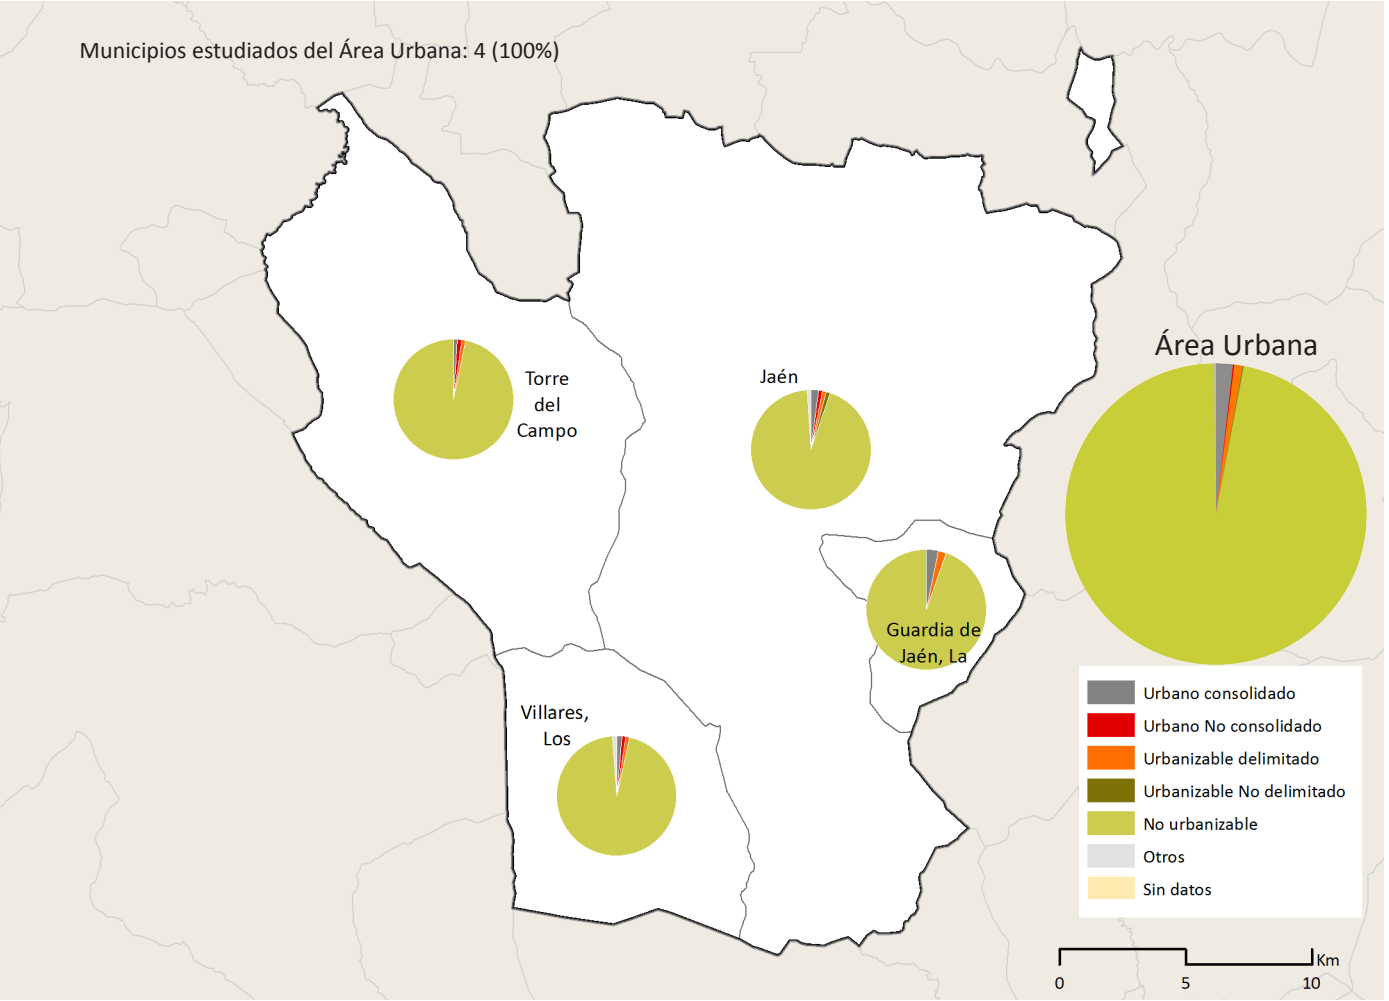 Municipios estudiados del Área Urbana: 4 (100%)
Área Urbana
Torre
del
Campo
Jaén
Guardia de
Jaén, La
Villares,
Los
Urbano consolidado
Urbano No consolidado
Urbanizable delimitado
Urbanizable No delimitado
No urbanizable
Otros
Sin datos
Km
0 5 10